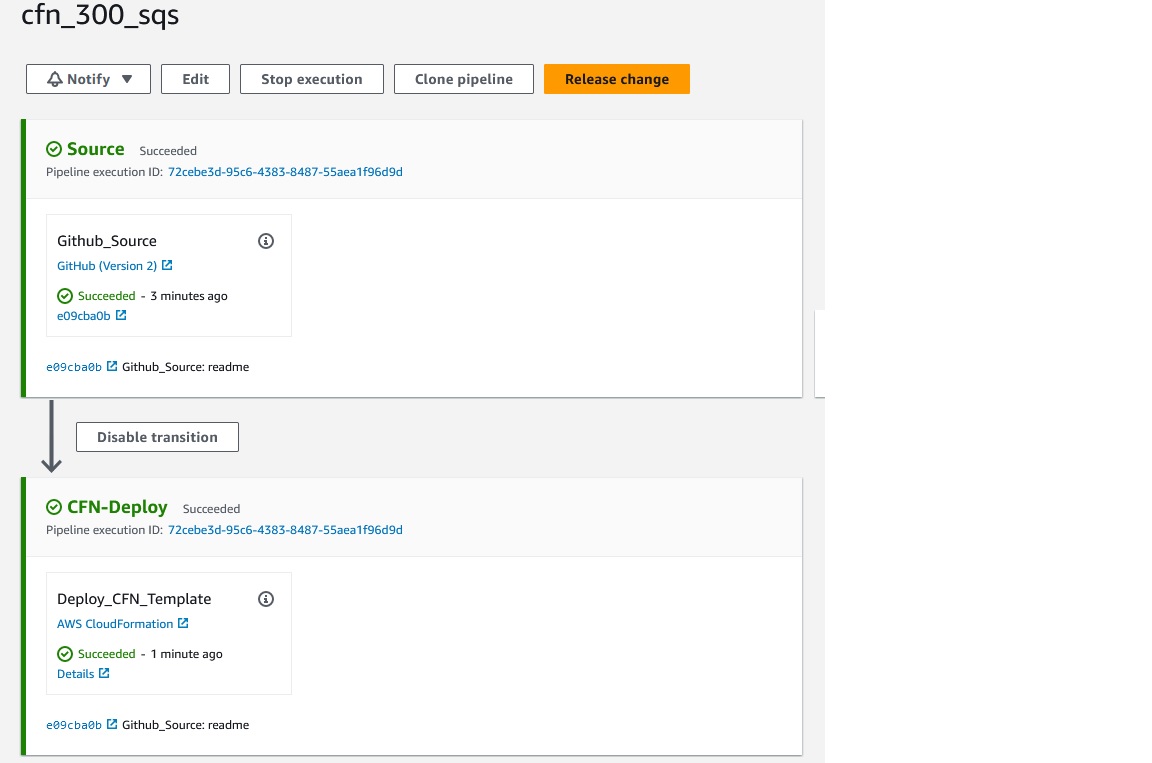 cfn_300_sqs
Notify Edit Stop execution Clone pipeline Release change
Source Succeeded
Pipeline execution ID: 72cebe3d-95c6-4383-8487-55aea1f96d9d
Github_Source
GitHub (Version 2)
Succeeded - 3 minutes ago
e09cba0b
e09cba0b Github_Source: readme
Disable transition
CFN-Deploy Succeeded
Pipeline execution ID: 72cebe3d-95c6-4383-8487-55aea1f96d9d
Deploy_CFN_Template
AWS CloudFormation
Succeeded - 1 minute ago
Details
e09cba0b Github_Source: readme